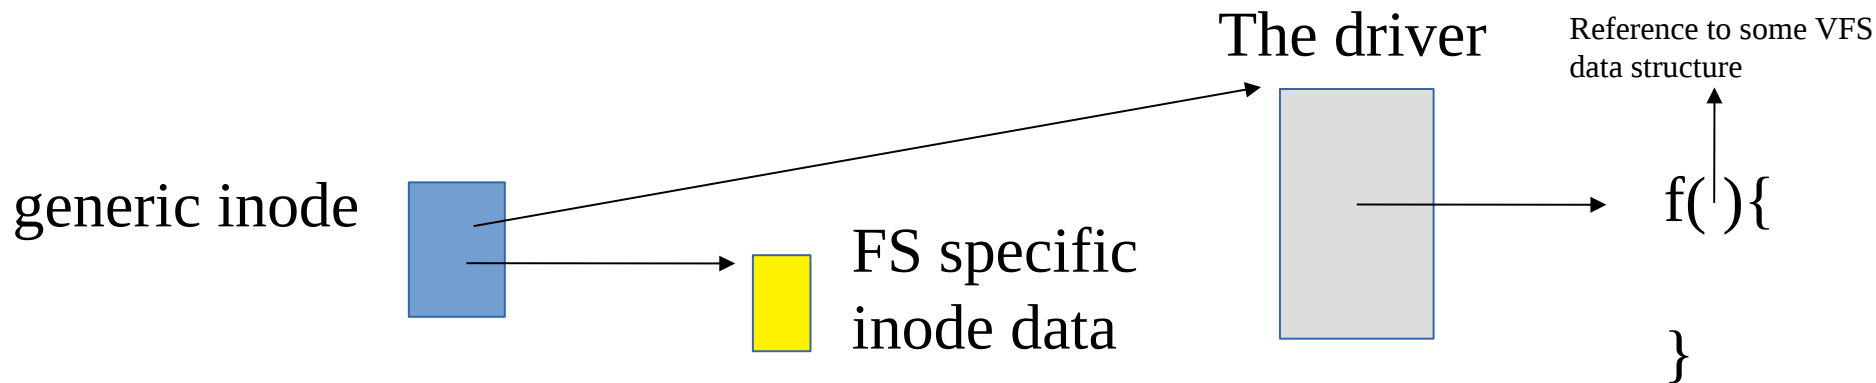 The driver
Reference to some VFS
data structure
generic inode
f( ){
FS specific
inode data
}